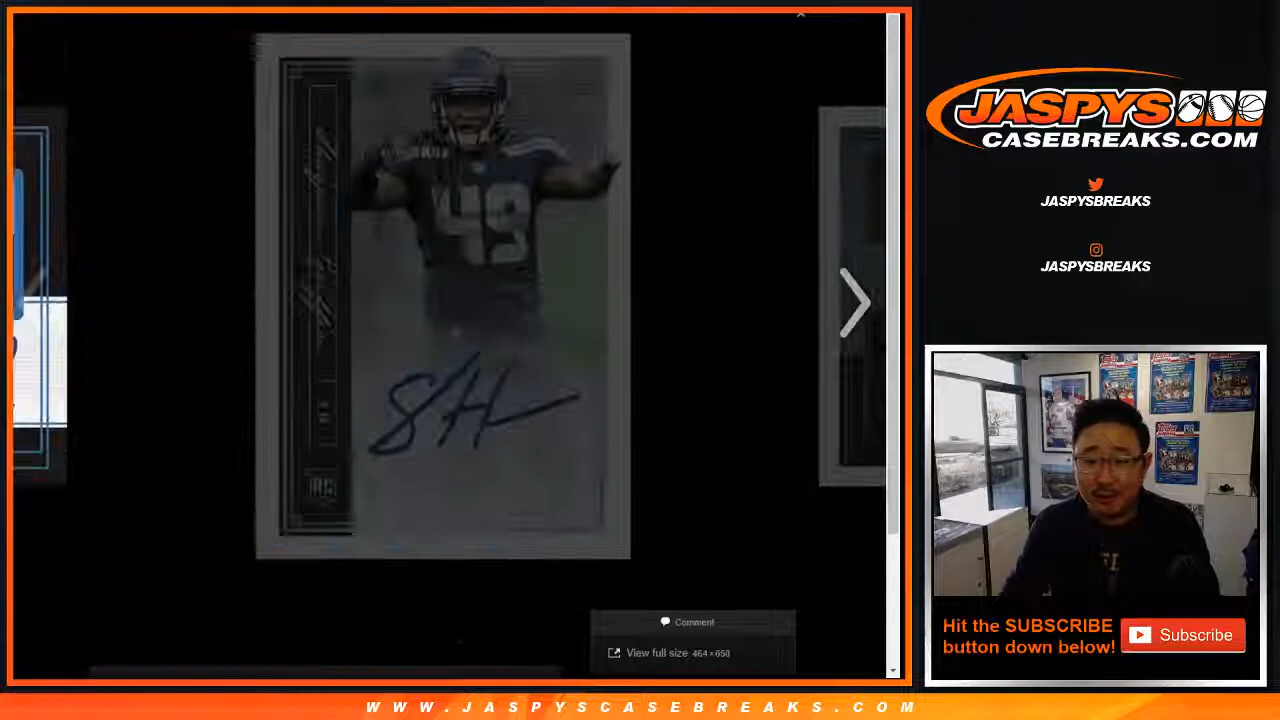 49
Comment
View full size 464×650
JASPYS
CASEBREAKS.COM
JASPYSBREAKS
JASPYSBREAKS
Hit the SUBSCRIBE
button down below!
Subscribe
WWW.JASPYSCASEBREAKS.COM